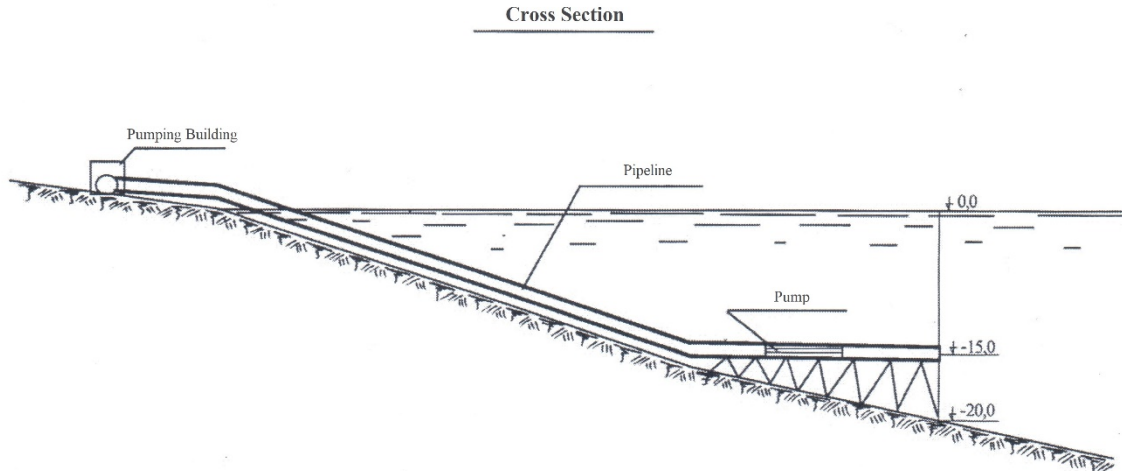 Cross Section
Pumping Building
Pipeline
0,0
Pump
-15,0
-20,0